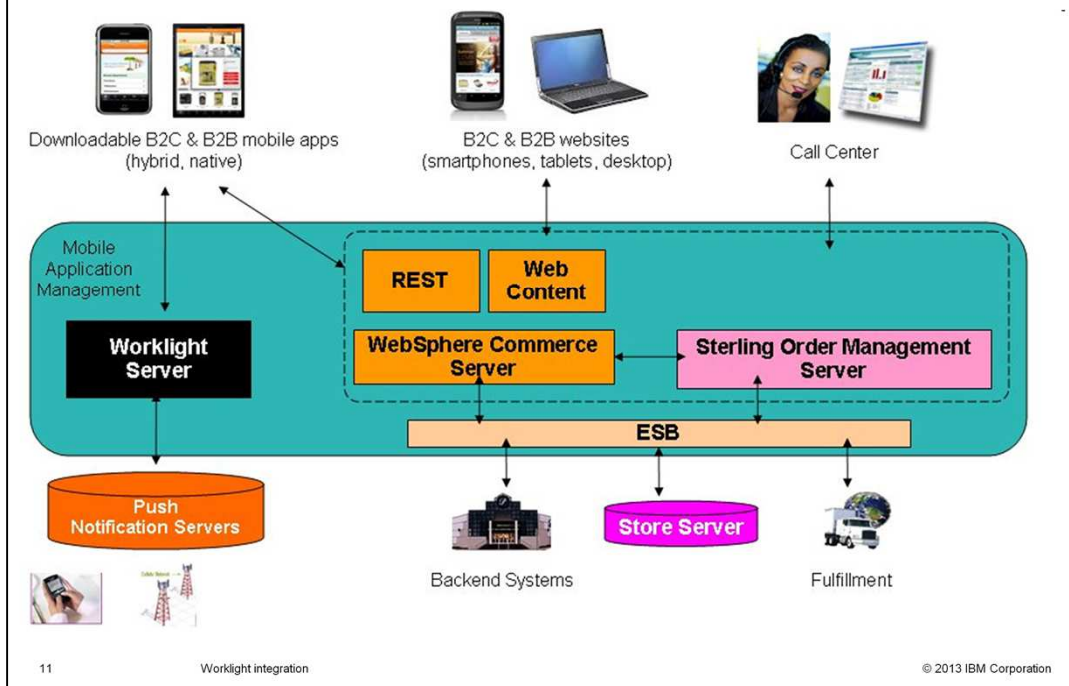 Downloadable B2C & B2B mobile apps
(hybrid, native)
B2C & B2B websites
(smartphones, tablets, desktop)
Call Center
Mobile
Application
Management
REST
Web
Content
Worklight
Server
WebSphere Commerce
Server
Sterling Order Management
Server
ESB
Push
Notification Servers
Store Server
Backend Systems
Fulfillment
11
Worklight integration
© 2013 IBM Corporation